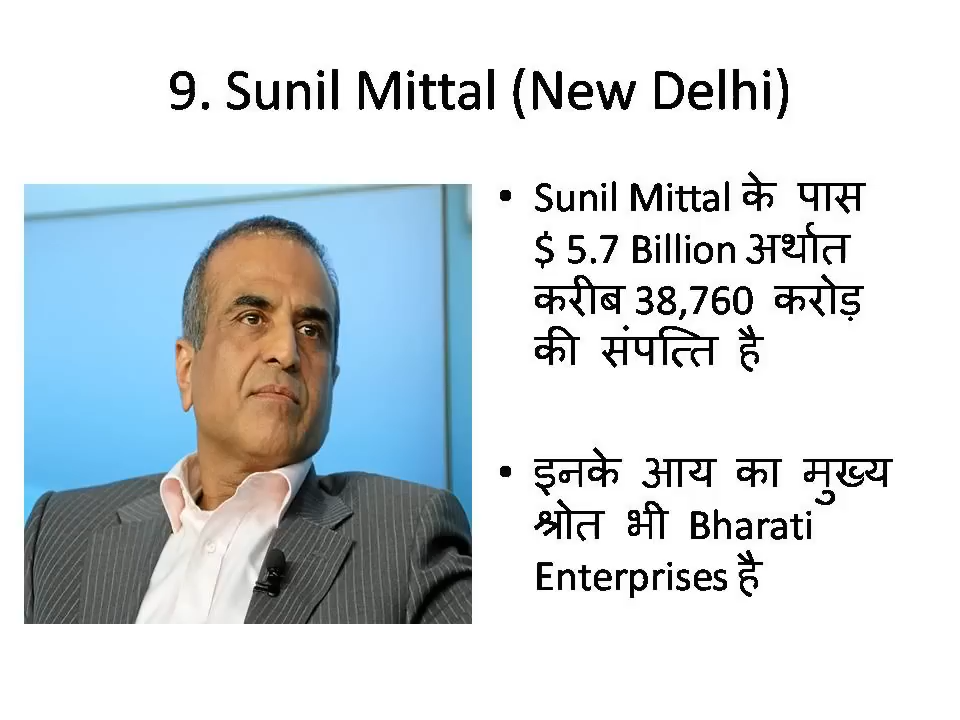 9. Sunil Mittal (New Delhi)
• Sunil Mittal के पास
$ 5.7 Billion अर्थात
करीब 38,760 करोड़
की संपत्ति है
• इनके आय का मुख्य
श्रोत भी Bharati
Enterprises है